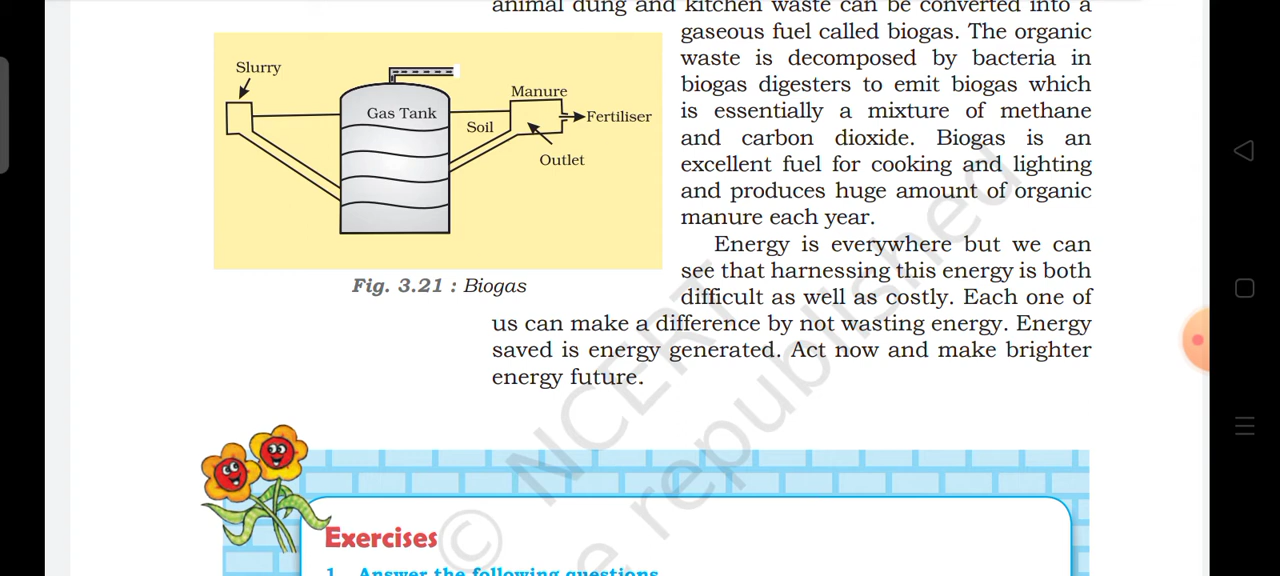 animal dung and kitchen waste can be converted into a
gaseous fuel called biogas. The organic
waste is decomposed by bacteria in
biogas digesters to emit biogas which
is essentially a mixture of methane
and carbon dioxide. Biogas is an
excellent fuel for cooking and lighting
and produces huge amount of organic
manure each year.
Slurry
Gas Tank
Manure
Soil
Fertiliser
Outlet
Fig. 3.21 : Biogas
Energy is everywhere but we can
see that harnessing this energy is both
difficult as well as costly. Each one of
us can make a difference by not wasting energy. Energy
saved is energy generated. Act now and make brighter
energy future.
© NCERT
republished
Exercises
1. Answer the following questions.